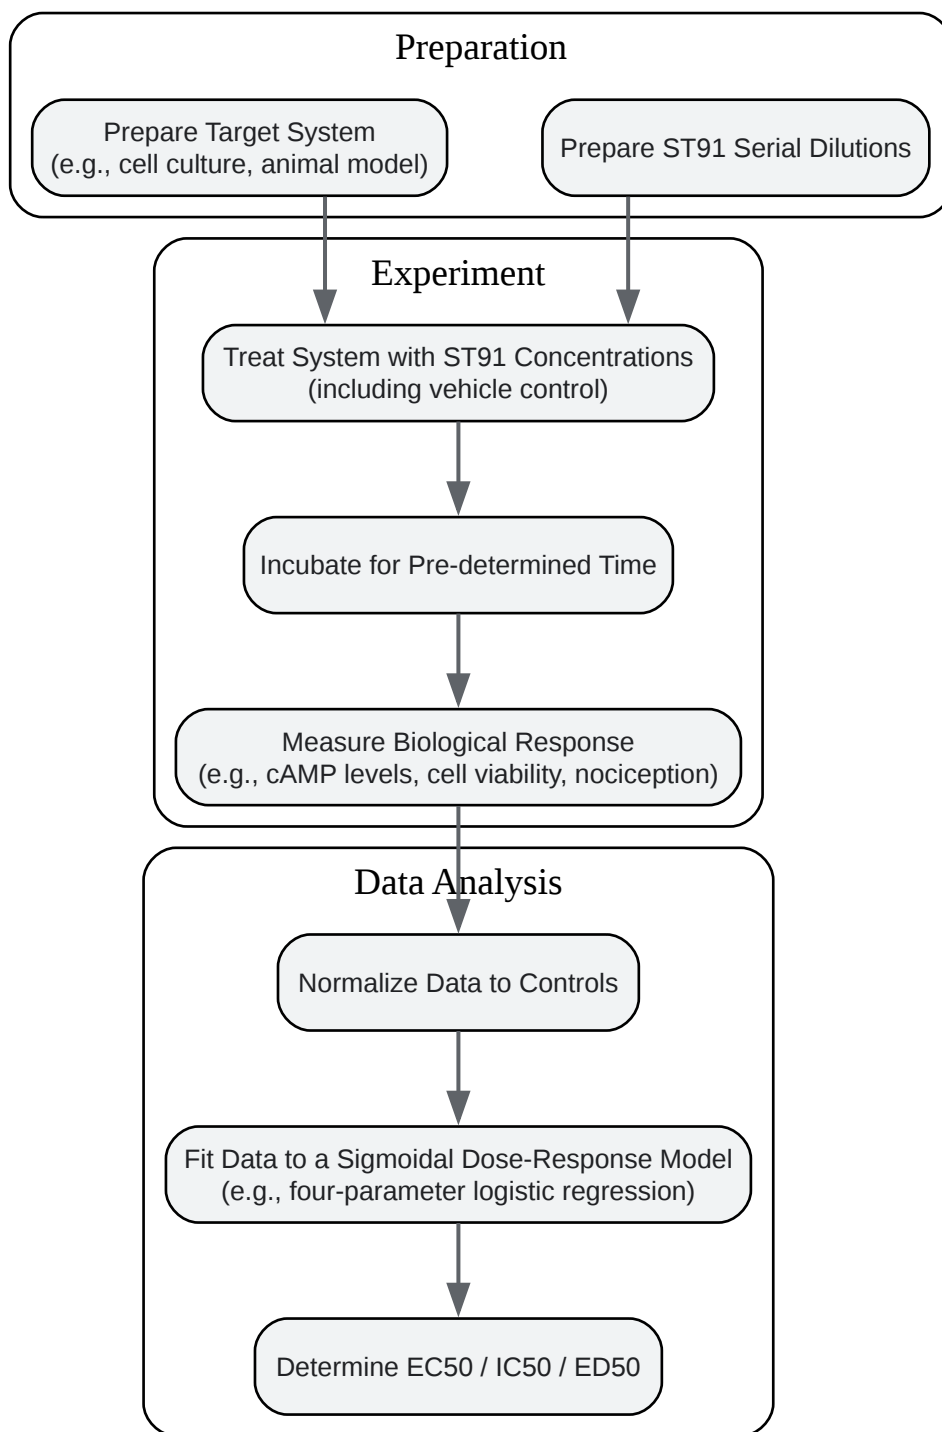 Preparation
Prepare Target System
(e.g., cell culture, animal model)
Prepare ST91 Serial Dilutions
Experiment
Treat System with ST91 Concentrations
(including vehicle control)
Incubate for Pre-determined Time
Measure Biological Response
(e.g., cAMP levels, cell viability, nociception)
Data Analysis
Normalize Data to Controls
Fit Data to a Sigmoidal Dose-Response Model
(e.g., four-parameter logistic regression)
Determine EC50 / IC50 / ED50